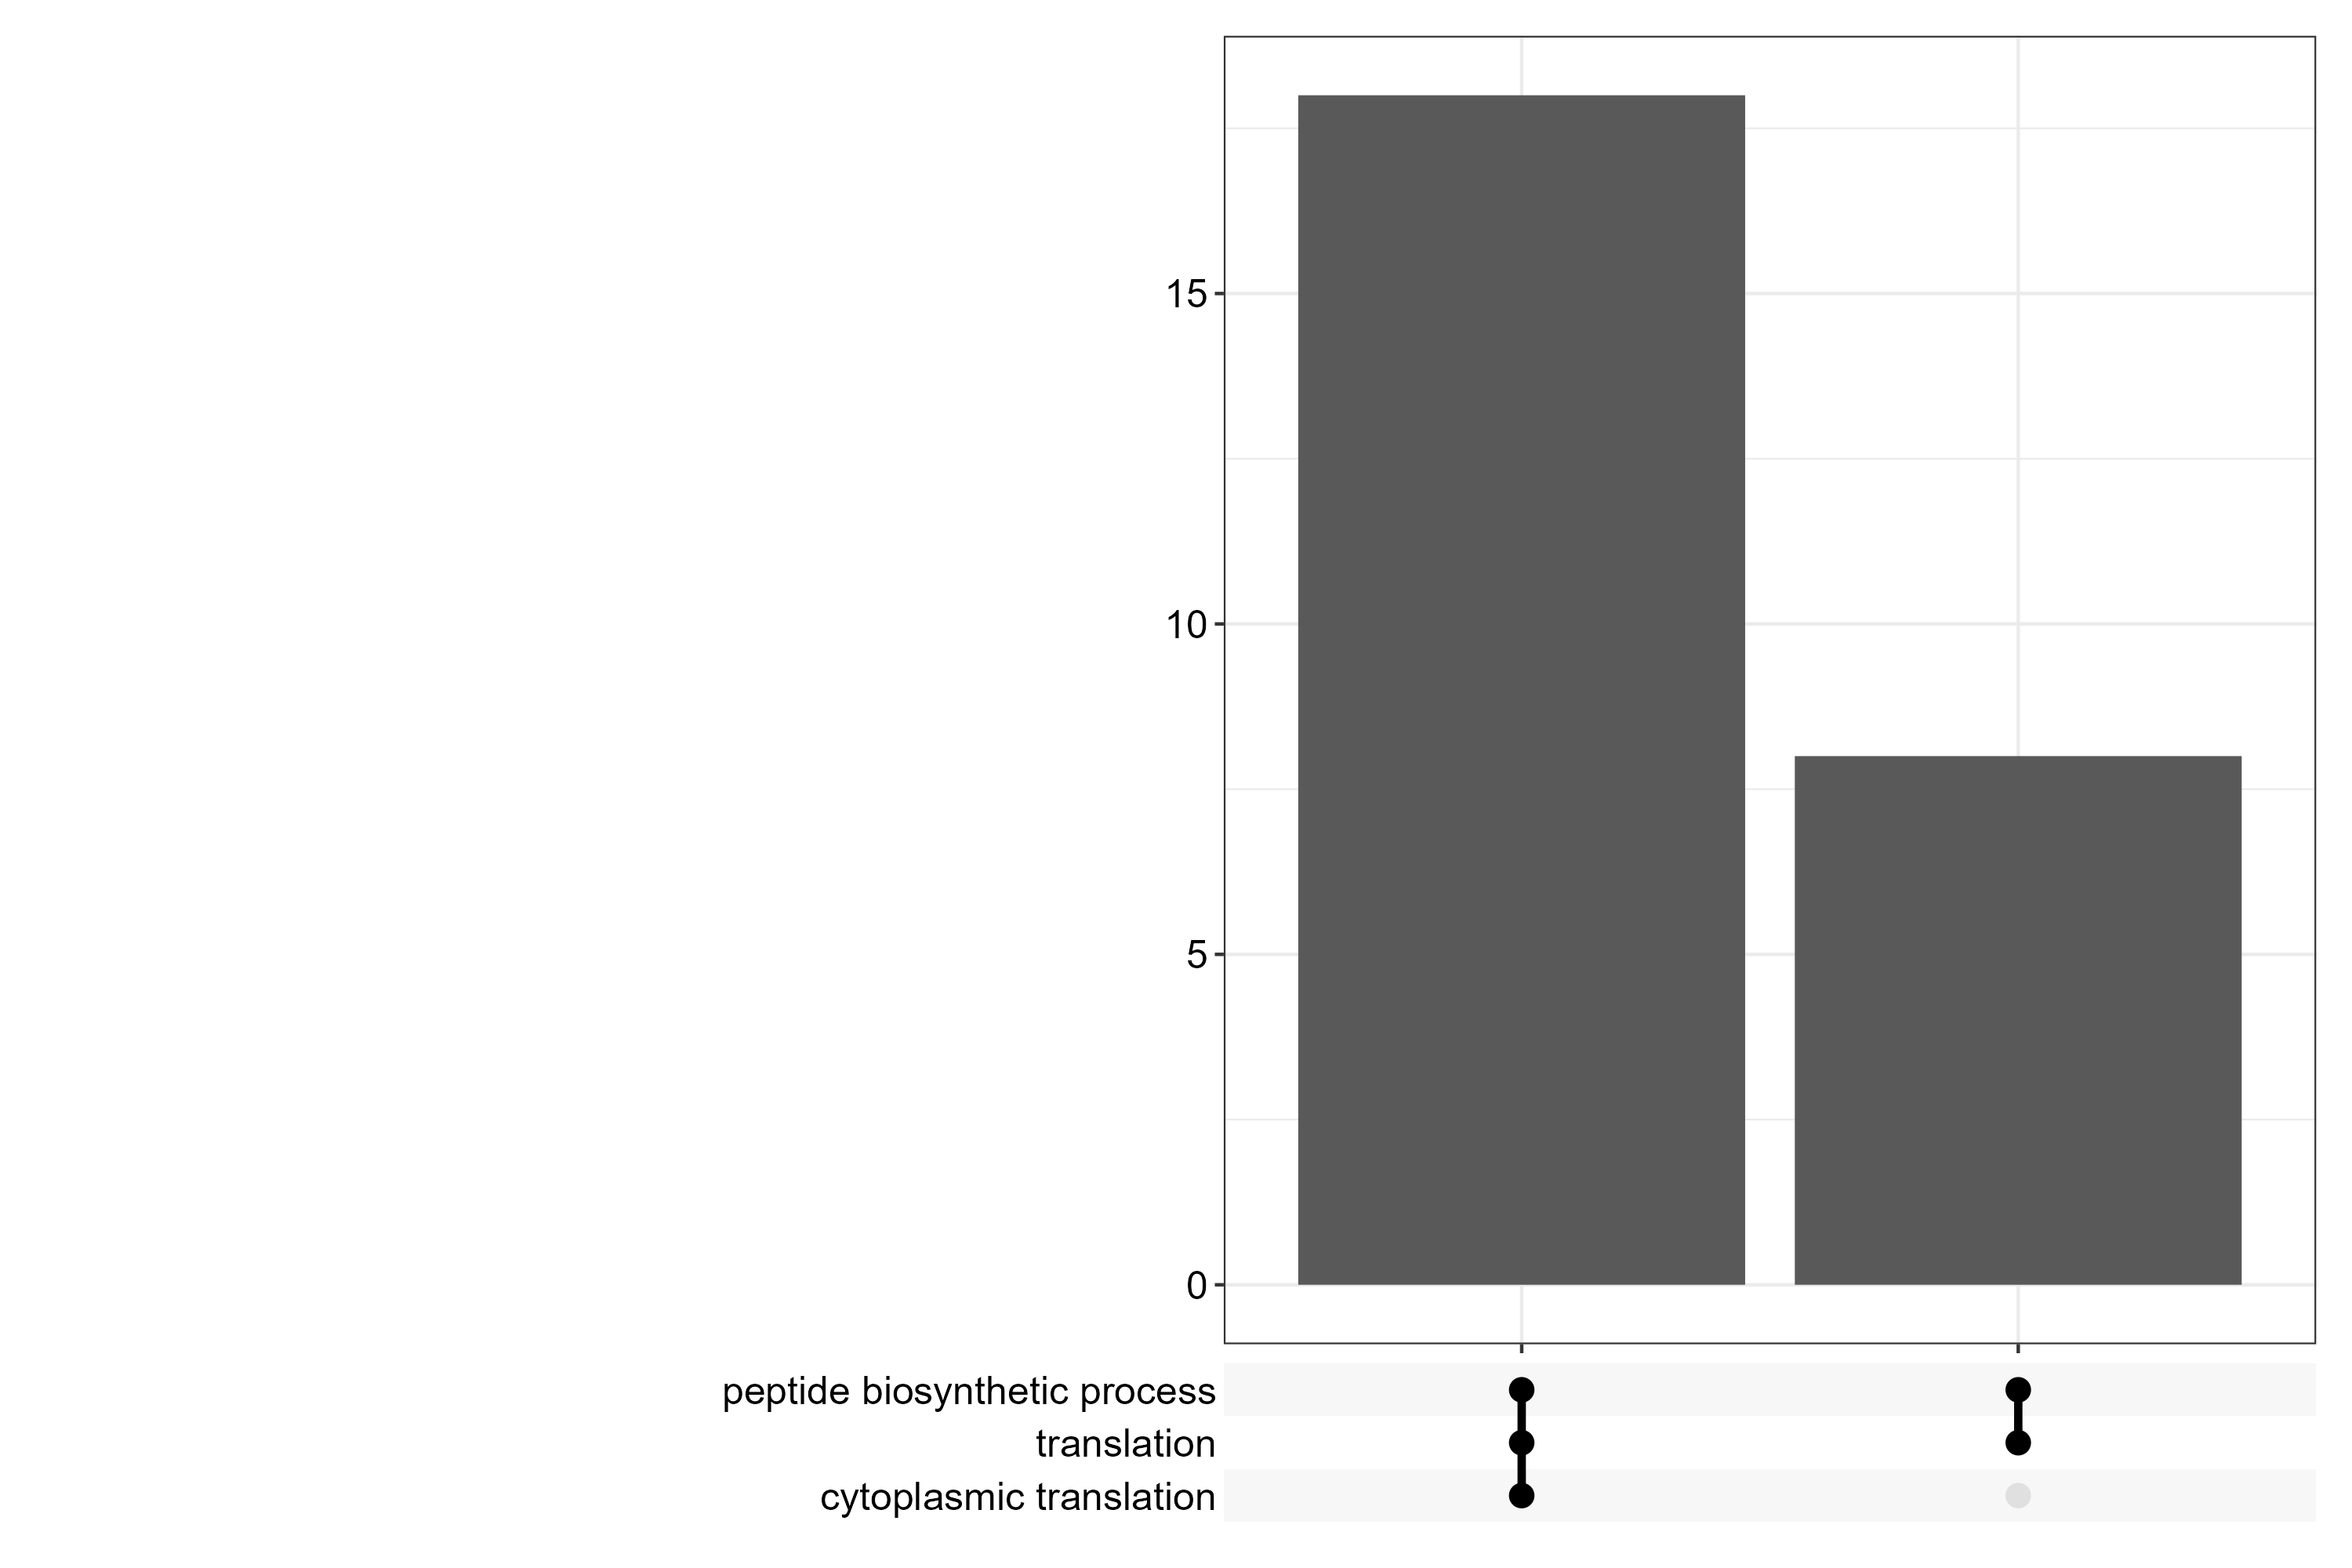 15
10
5
0
peptide biosynthetic process
translation
cytoplasmic translation